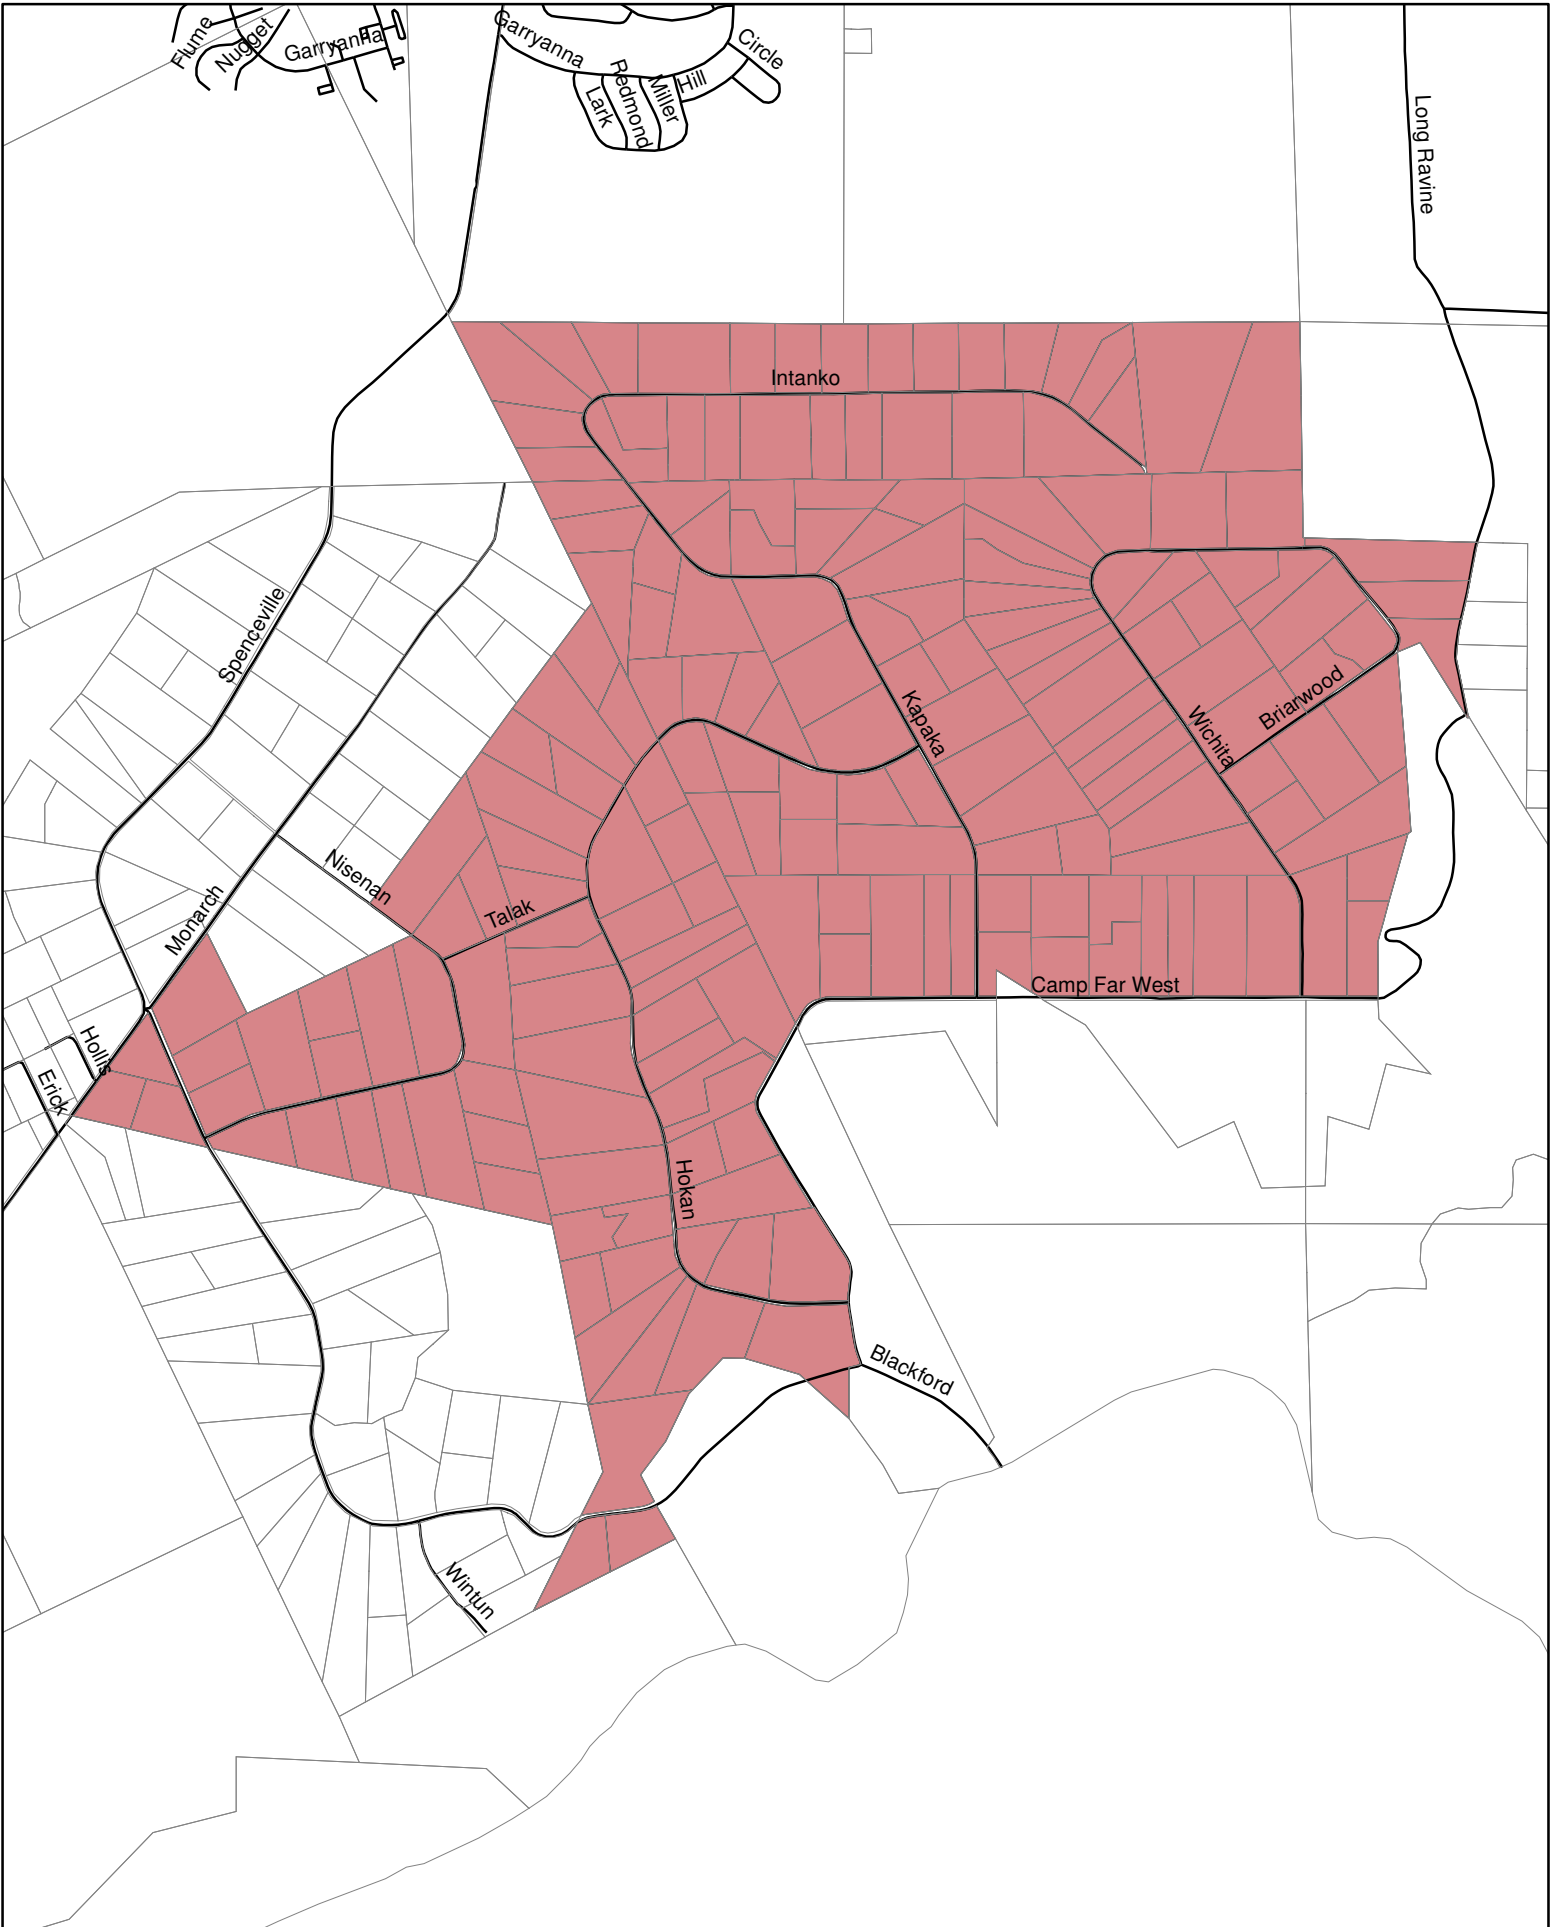 Flume
Nugget
Garryanna
Garryanna
Circle
Lark
Redmond
Miller
Hill
Long Ravine
Intanko
Spenceville
Kapaka
Wichita
Briarwood
Nisenan
Talak
Monarch
Camp Far West
Hollis
Erick
Hokan
Blackford
Wintun